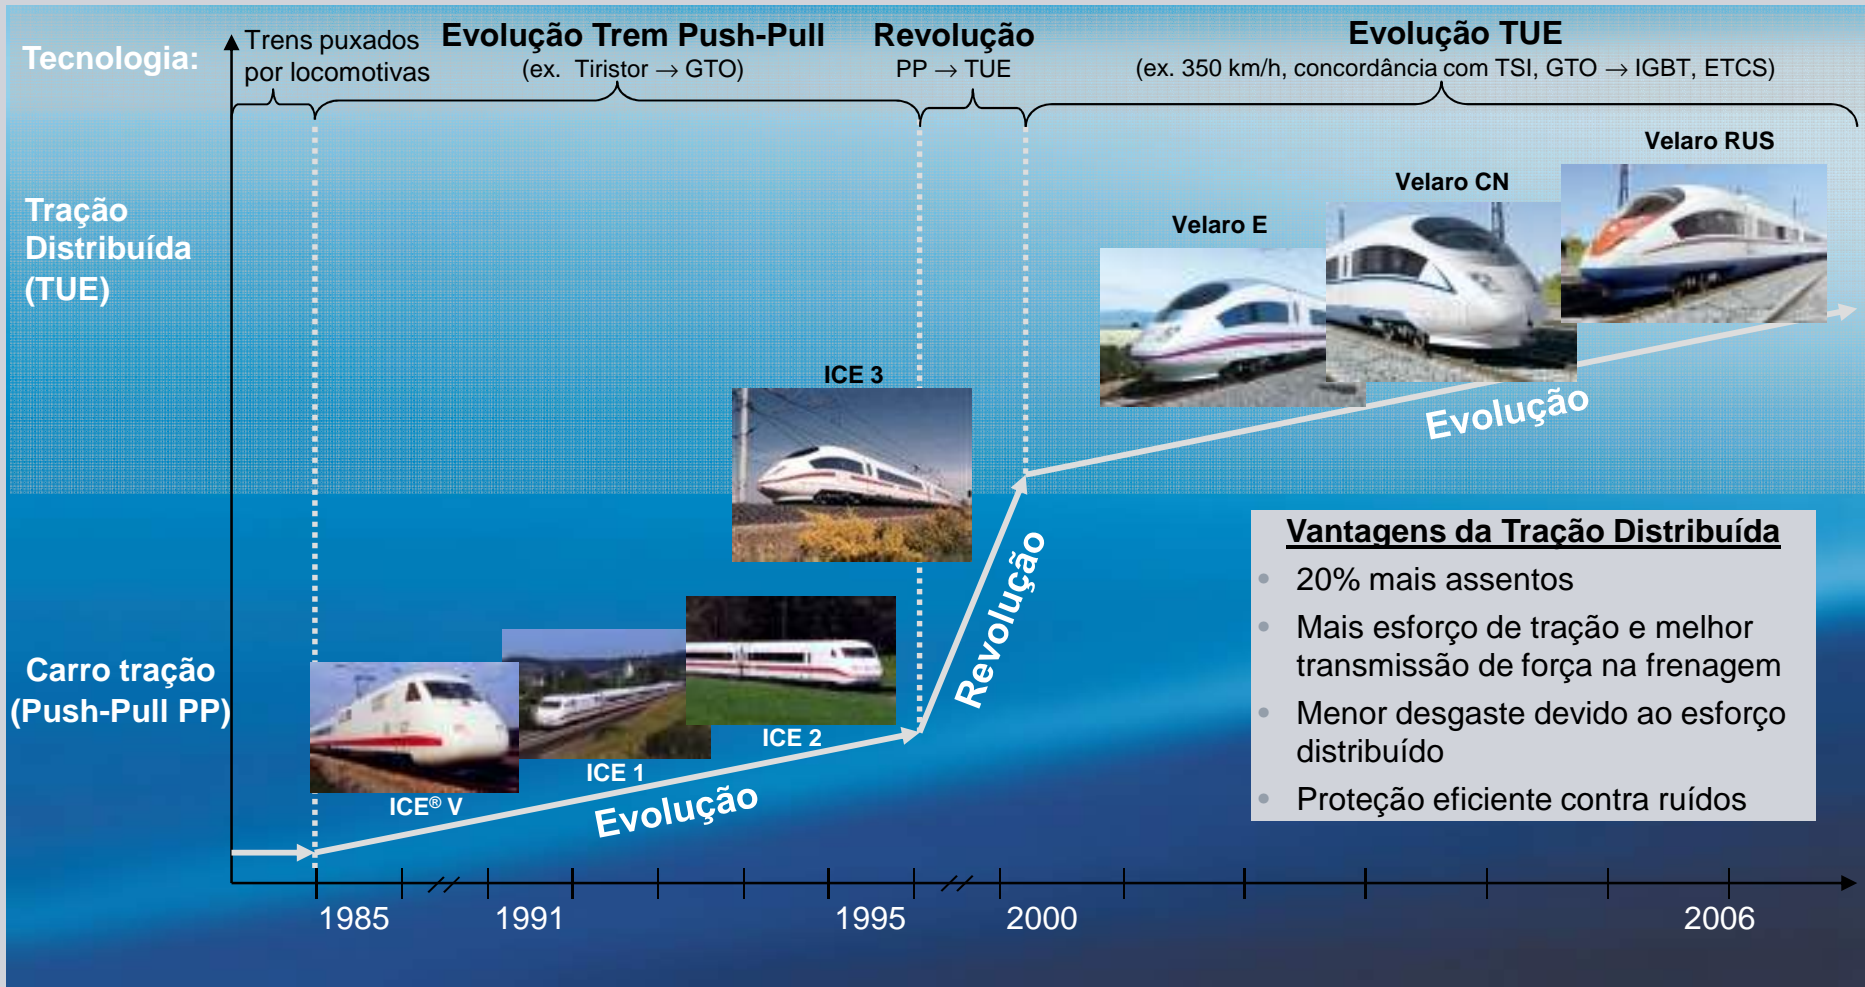 Tecnologia:
Trens puxados
por locomotivas
Evolução Trem Push-Pull
(ex. Tiristor → GTO)
Revolução
PP → TUE
Evolução TUE
(ex. 350 km/h, concordância com TSI, GTO → IGBT, ETCS)
Tração
Distribuída
(TUE)
Velaro E
Velaro CN
Velaro RUS
ICE 3
Evolução
Revolução
Carro tração
(Push-Pull PP)
ICE® V
ICE 1
ICE 2
Evolução
Vantagens da Tração Distribuída
• 20% mais assentos
• Mais esforço de tração e melhor
transmissão de força na frenagem
• Menor desgaste devido ao esforço
distribuído
• Proteção eficiente contra ruídos
1985
1991
1995
2000
2006